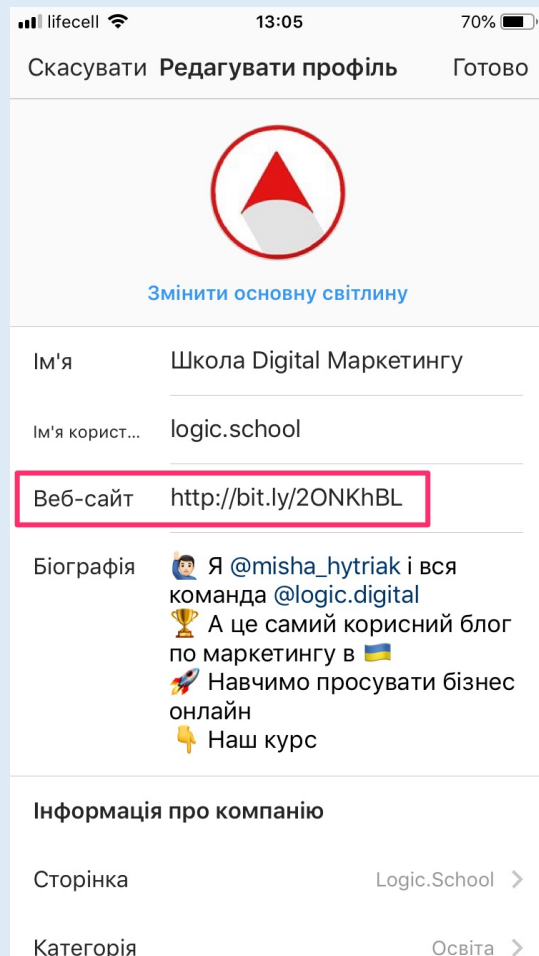 lifecell 13:05 70%
Скасувати Редагувати профіль Готово
Змінити основну світлину
Ім'я Школа Digital Маркетингу
Ім'я корист... logic.school
Веб-сайт http://bit.ly/2ONKhBL
Біографія 🙋🏻‍♂️ Я @misha_hytriak і вся
команда @logic.digital
🏆 А це самий корисний блог
по маркетингу в 🇺🇦
🚀 Навчимо просувати бізнес
онлайн
👇 Наш курс
Інформація про компанію
Сторінка Logic.School
Категорія Освіта